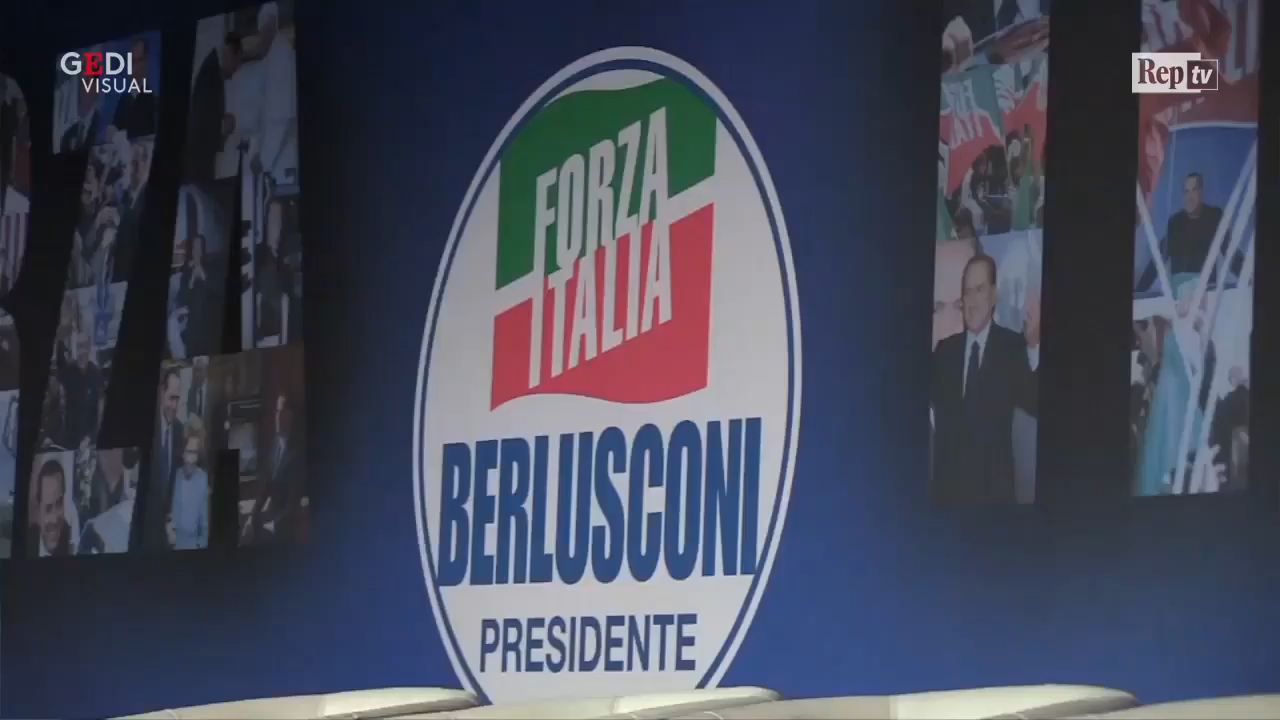 GEDI
VISUAL
Rep tv
FORZA
ITALIA
BERLUSCONI
PRESIDENTE